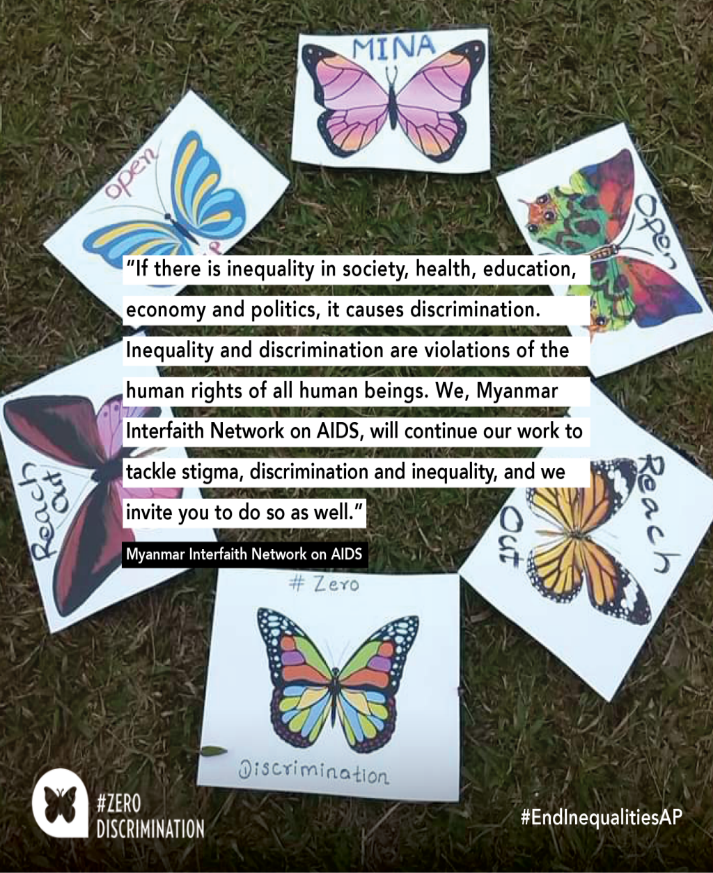 MINA
open
Open
"If there is inequality in society, health, education,
economy and politics, it causes discrimination.
Inequality and discrimination are violations of the
human rights of all human beings. We, Myanmar
Interfaith Network on AIDS, will continue our work to
tackle stigma, discrimination and inequality, and we
invite you to do so as well."
Myanmar Interfaith Network on AIDS
Reach
Out
Reach
Out
# Zero
Discrimination
#ZERO
DISCRIMINATION
#EndInequalitiesAP